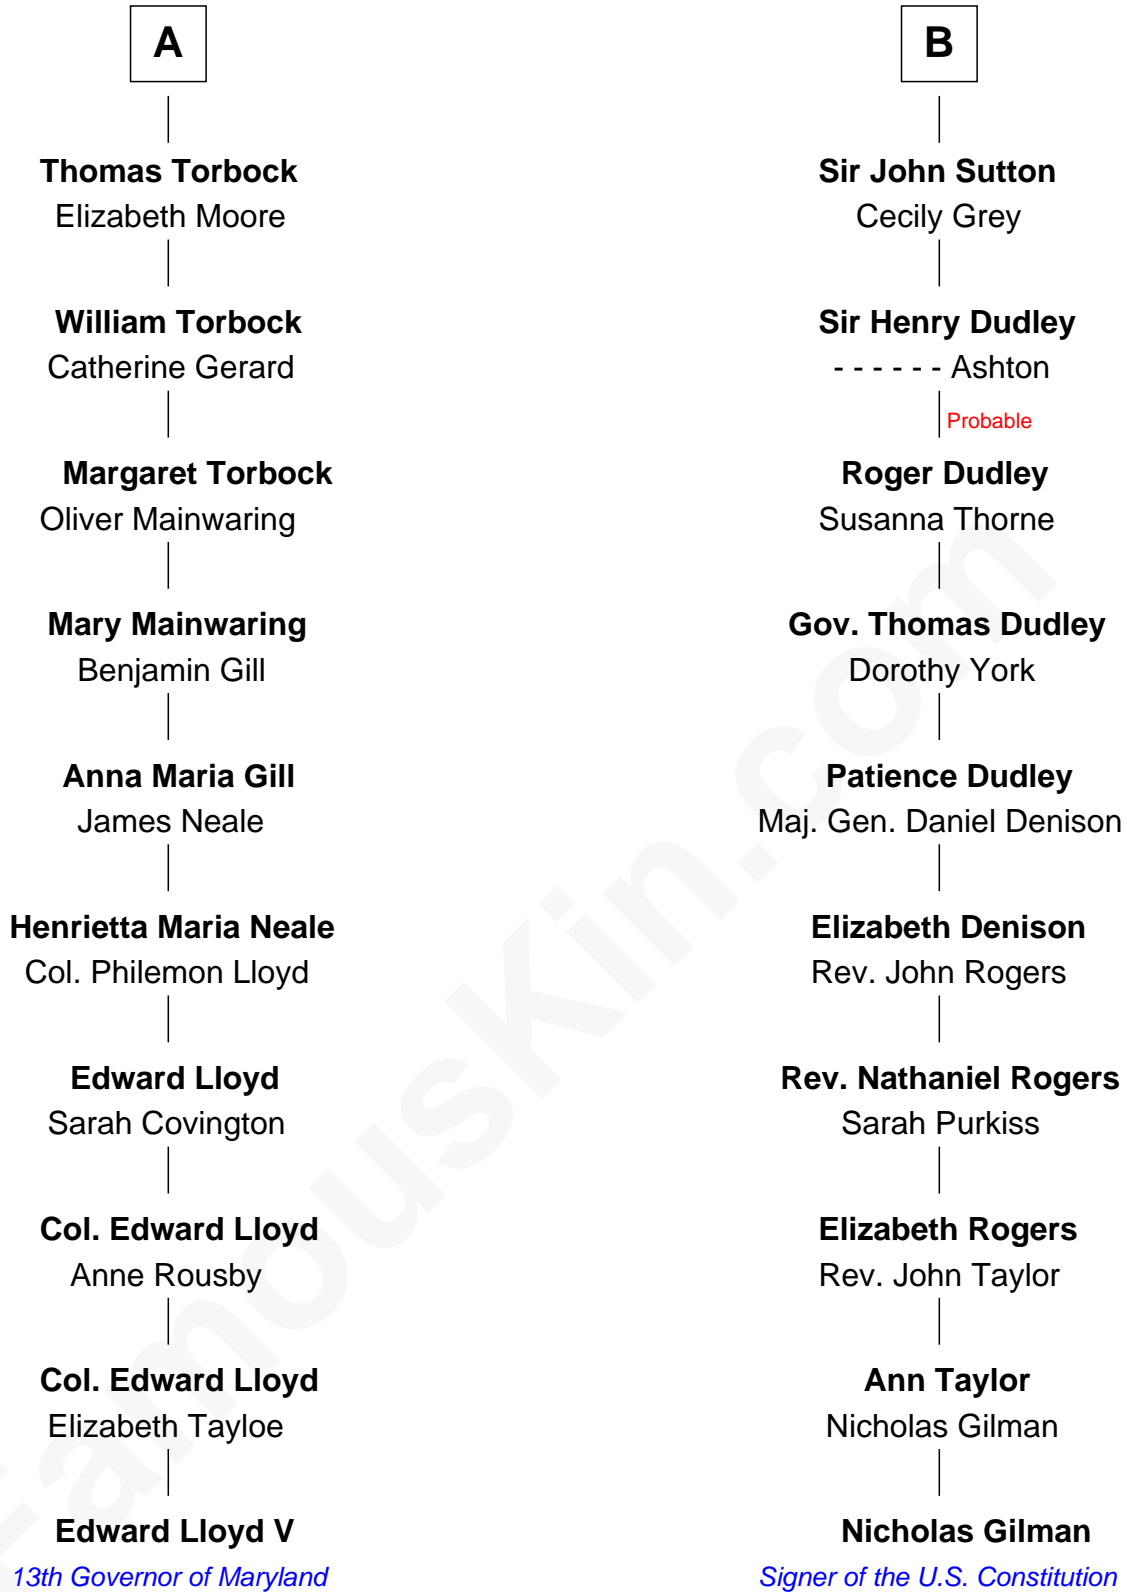 A
Thomas Torbock
Elizabeth Moore
William Torbock
Catherine Gerard
Margaret Torbock
Oliver Mainwaring
Mary Mainwaring
Benjamin Gill
Anna Maria Gill
James Neale
Henrietta Maria Neale
Col. Philemon Lloyd
Edward Lloyd
Sarah Covington
Col. Edward Lloyd
Anne Rousby
Col. Edward Lloyd
Elizabeth Tayloe
Edward Lloyd V
13th Governor of Maryland
B
Sir John Sutton
Cecily Grey
Sir Henry Dudley
- - - - - - Ashton
Probable
Roger Dudley
Susanna Thorne
Gov. Thomas Dudley
Dorothy York
Patience Dudley
Maj. Gen. Daniel Denison
Elizabeth Denison
Rev. John Rogers
Rev. Nathaniel Rogers
Sarah Purkiss
Elizabeth Rogers
Rev. John Taylor
Ann Taylor
Nicholas Gilman
Nicholas Gilman
Signer of the U.S. Constitution
FamousKin.com